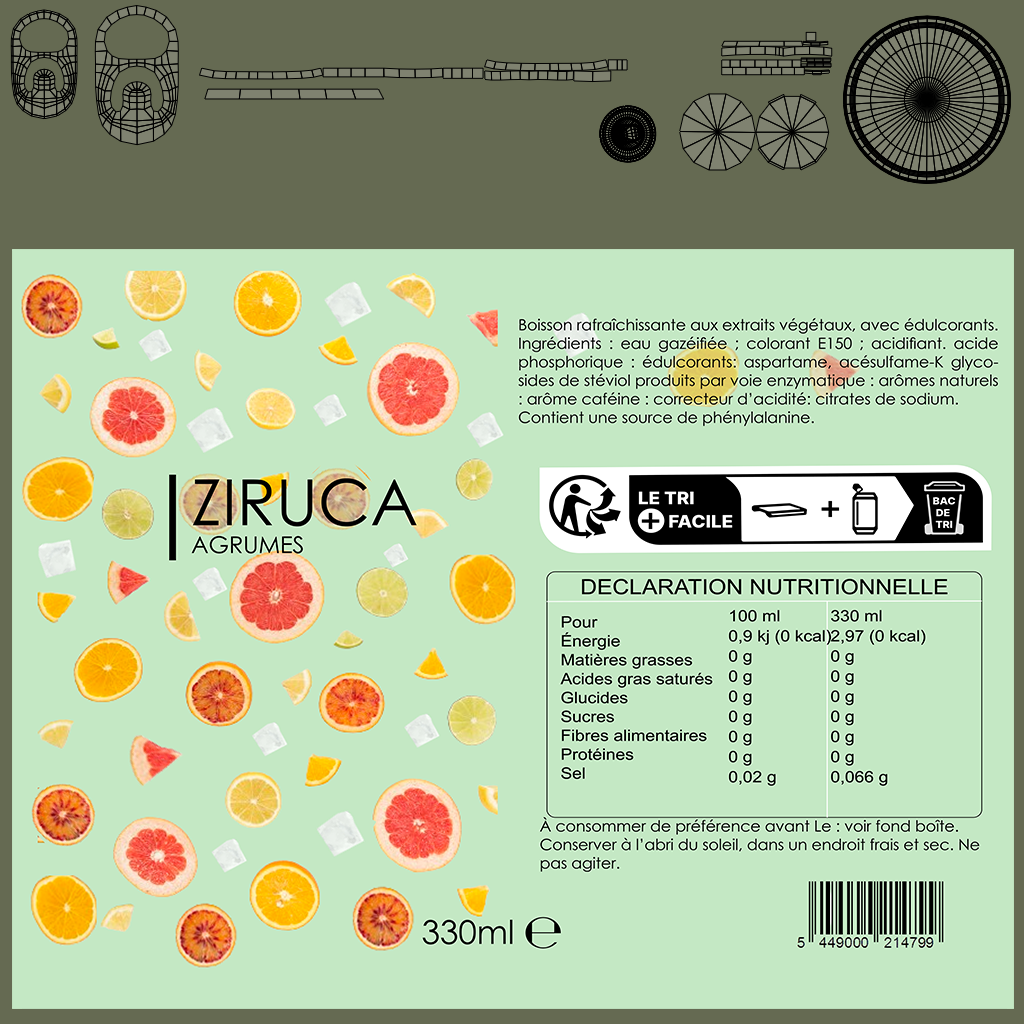 Boisson rafraîchissante aux extraits végétaux, avec édulcorants.
Ingrédients : eau gazéifiée ; colorant E150 ; acidifiant. acide
phosphorique : édulcorants: aspartame, acésulfame-K glyco-
sides de stéviol produits par voie enzymatique : arômes naturels
: arôme caféine : correcteur d'acidité: citrates de sodium.
Contient une source de phénylalanine.
ZIRUCA
AGRUMES
LE TRI
+ FACILE
+
BAC
DE
TRI
DECLARATION NUTRITIONNELLE
Pour 100 ml 330 ml
Énergie 0,9 kj (0 kcal) 2,97 (0 kcal)
Matières grasses 0 g 0 g
Acides gras saturés 0 g 0 g
Glucides 0 g 0 g
Sucres 0 g 0 g
Fibres alimentaires 0 g 0 g
Protéines 0 g 0 g
Sel 0,02 g 0,066 g
À consommer de préférence avant Le : voir fond boîte.
Conserver à l'abri du soleil, dans un endroit frais et sec. Ne
pas agiter.
330ml ℮
5 449000 214799